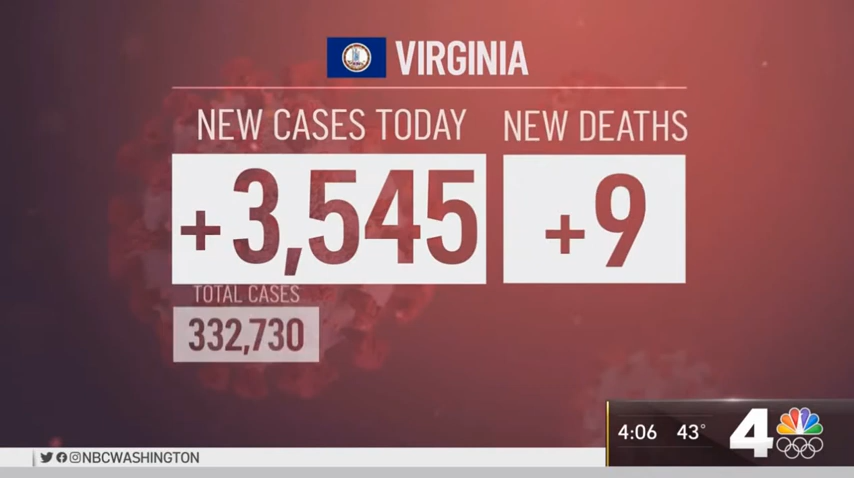 VIRGINIA
NEW CASES TODAY
NEW DEATHS
+3,545
+9
TOTAL CASES
332,730
4:06 43°
4
@NBCWASHINGTON